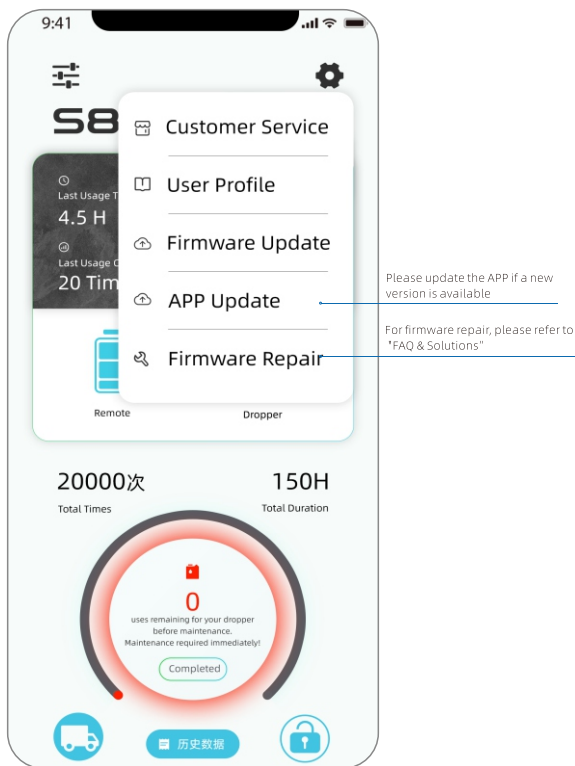 9:41
S8
Customer Service
User Profile
Firmware Update
APP Update
Firmware Repair
Last Usage T
4.5 H
Last Usage
20 Tim
Please update the APP if a new
version is available
For firmware repair, please refer to
"FAQ & Solutions"
Remote
Dropper
20000次
150H
Total Times
Total Duration
0
uses remaining for your dropper
before maintenance.
Maintenance required immediately!
Completed
历史数据